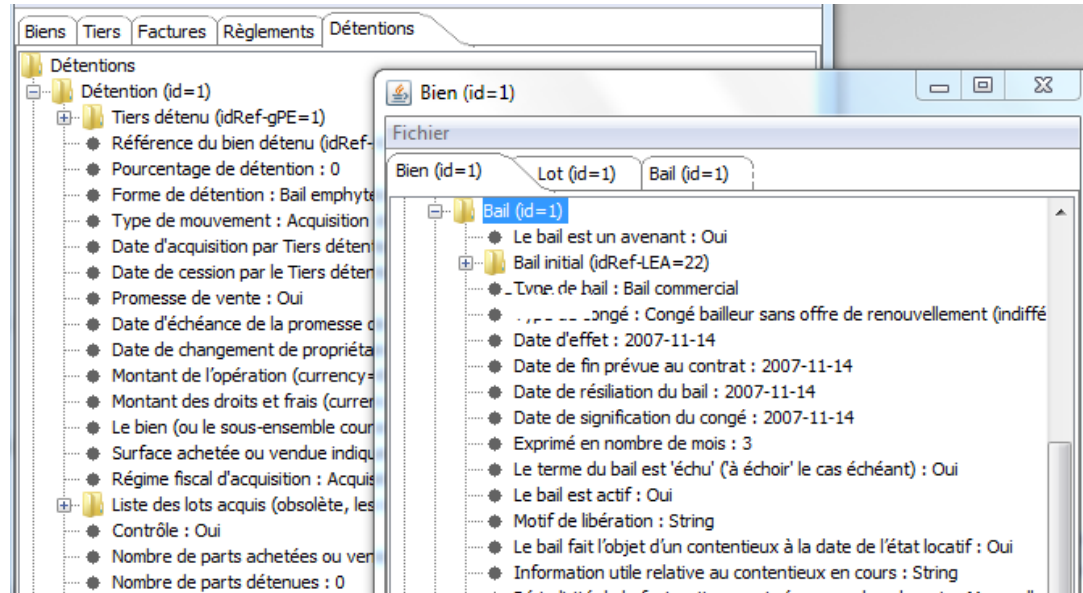 Biens Tiers Factures Règlements Détentions
Détentions
Détention (id=1)
Tiers détenu (idRef-gPE=1)
Référence du bien détenu (idRef-
Pourcentage de détention : 0
Forme de détention : Bail emphyte
Type de mouvement : Acquisition
Date d'acquisition par Tiers détent
Date de cession par le Tiers déten
Promesse de vente : Oui
Date d'échéance de la promesse
Date de changement de propriéta
Montant de l'opération (currency=
Montant des droits et frais (curren
Le bien (ou le sous-ensemble cour
Surface achetée ou vendue indiqu
Régime fiscal d'acquisition : Acquis
Liste des lots acquis (obsolète, les
Contrôle : Oui
Nombre de parts achetées ou ven
Nombre de parts détenues : 0
Bien (id=1)
Fichier
Bien (id=1) Lot (id=1) Bail (id=1)
Bail (id=1)
Le bail est un avenant : Oui
Bail initial (idRef-LEA=22)
Type de bail : Bail commercial
congé : Congé bailleur sans offre de renouvellement (indiffé
Date d'effet : 2007-11-14
Date de fin prévue au contrat : 2007-11-14
Date de résiliation du bail : 2007-11-14
Date de signification du congé : 2007-11-14
Exprimé en nombre de mois : 3
Le terme du bail est 'échu' ('à échoir' le cas échéant) : Oui
Le bail est actif : Oui
Motif de libération : String
Le bail fait l'objet d'un contentieux à la date de l'état locatif : Oui
Information utile relative au contentieux en cours : String